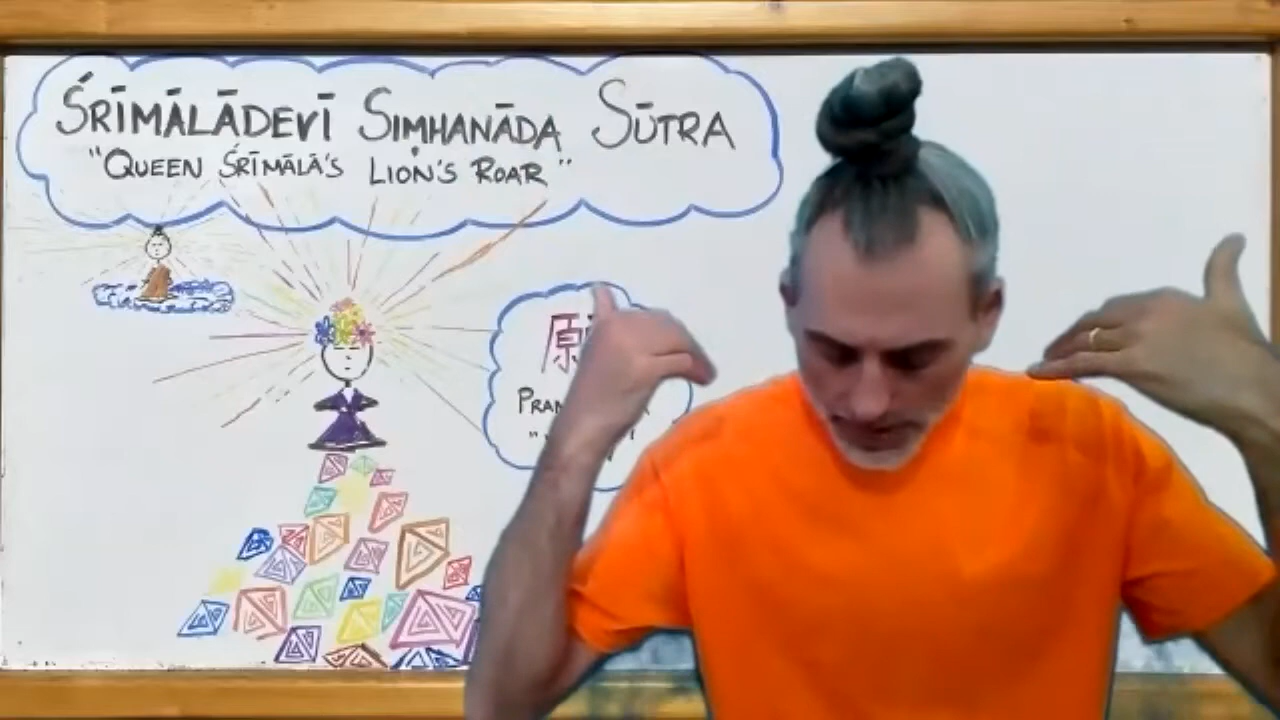 ŚRĪMĀLĀDEVĪ SIṂHANĀDA SŪTRA
"QUEEN ŚRĪMĀLĀ'S LION'S ROAR"